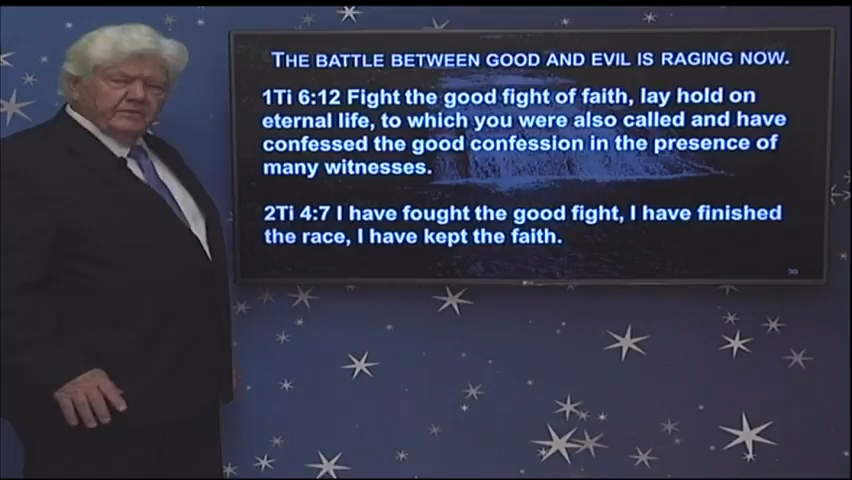 THE BATTLE BETWEEN GOOD AND EVIL IS RAGING NOW.
1Ti 6:12 Fight the good fight of faith, lay hold on
eternal life, to which you were also called and have
confessed the good confession in the presence of
many witnesses.
2Ti 4:7 I have fought the good fight, I have finished
the race, I have kept the faith.
30
LG